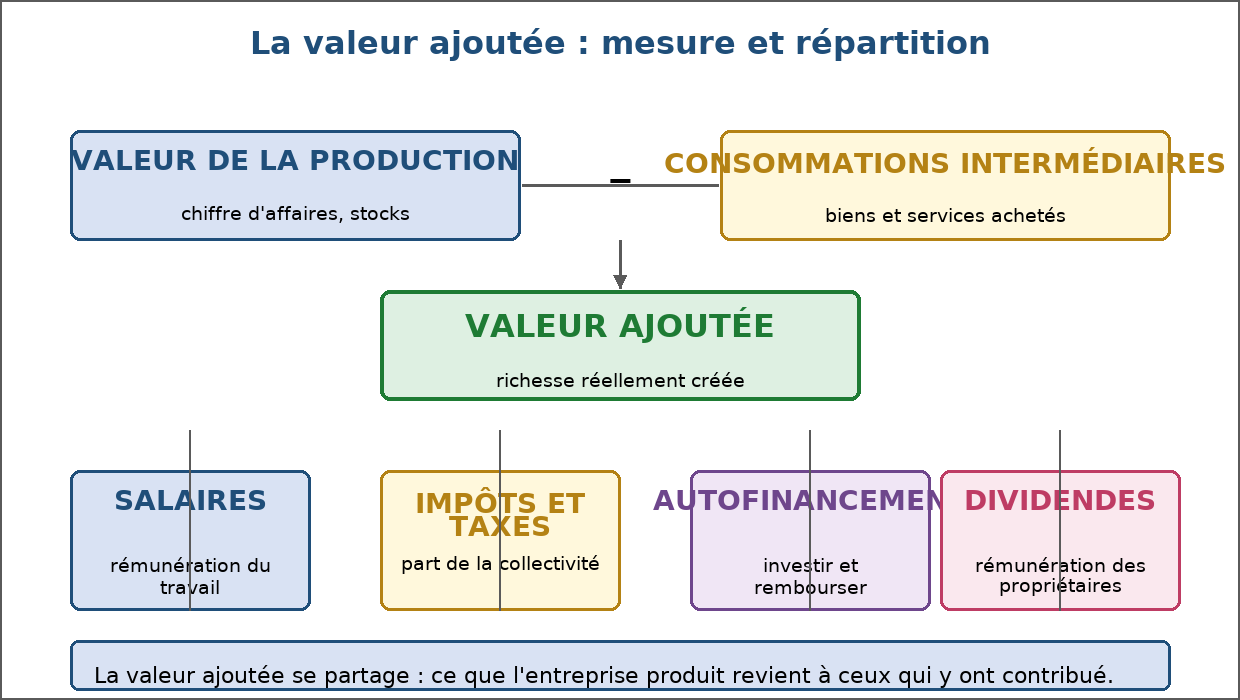 La valeur ajoutée : mesure et répartition
VALEUR DE LA PRODUCTION
chiffre d'affaires, stocks
–
CONSOMMATIONS INTERMÉDIAIRES
biens et services achetés
VALEUR AJOUTÉE
richesse réellement créée
SALAIRES
rémunération du
travail
IMPÔTS ET
TAXES
part de la collectivité
AUTOFINANCEMEN
investir et
rembourser
DIVIDENDES
rémunération des
propriétaires
La valeur ajoutée se partage : ce que l'entreprise produit revient à ceux qui y ont contribué.